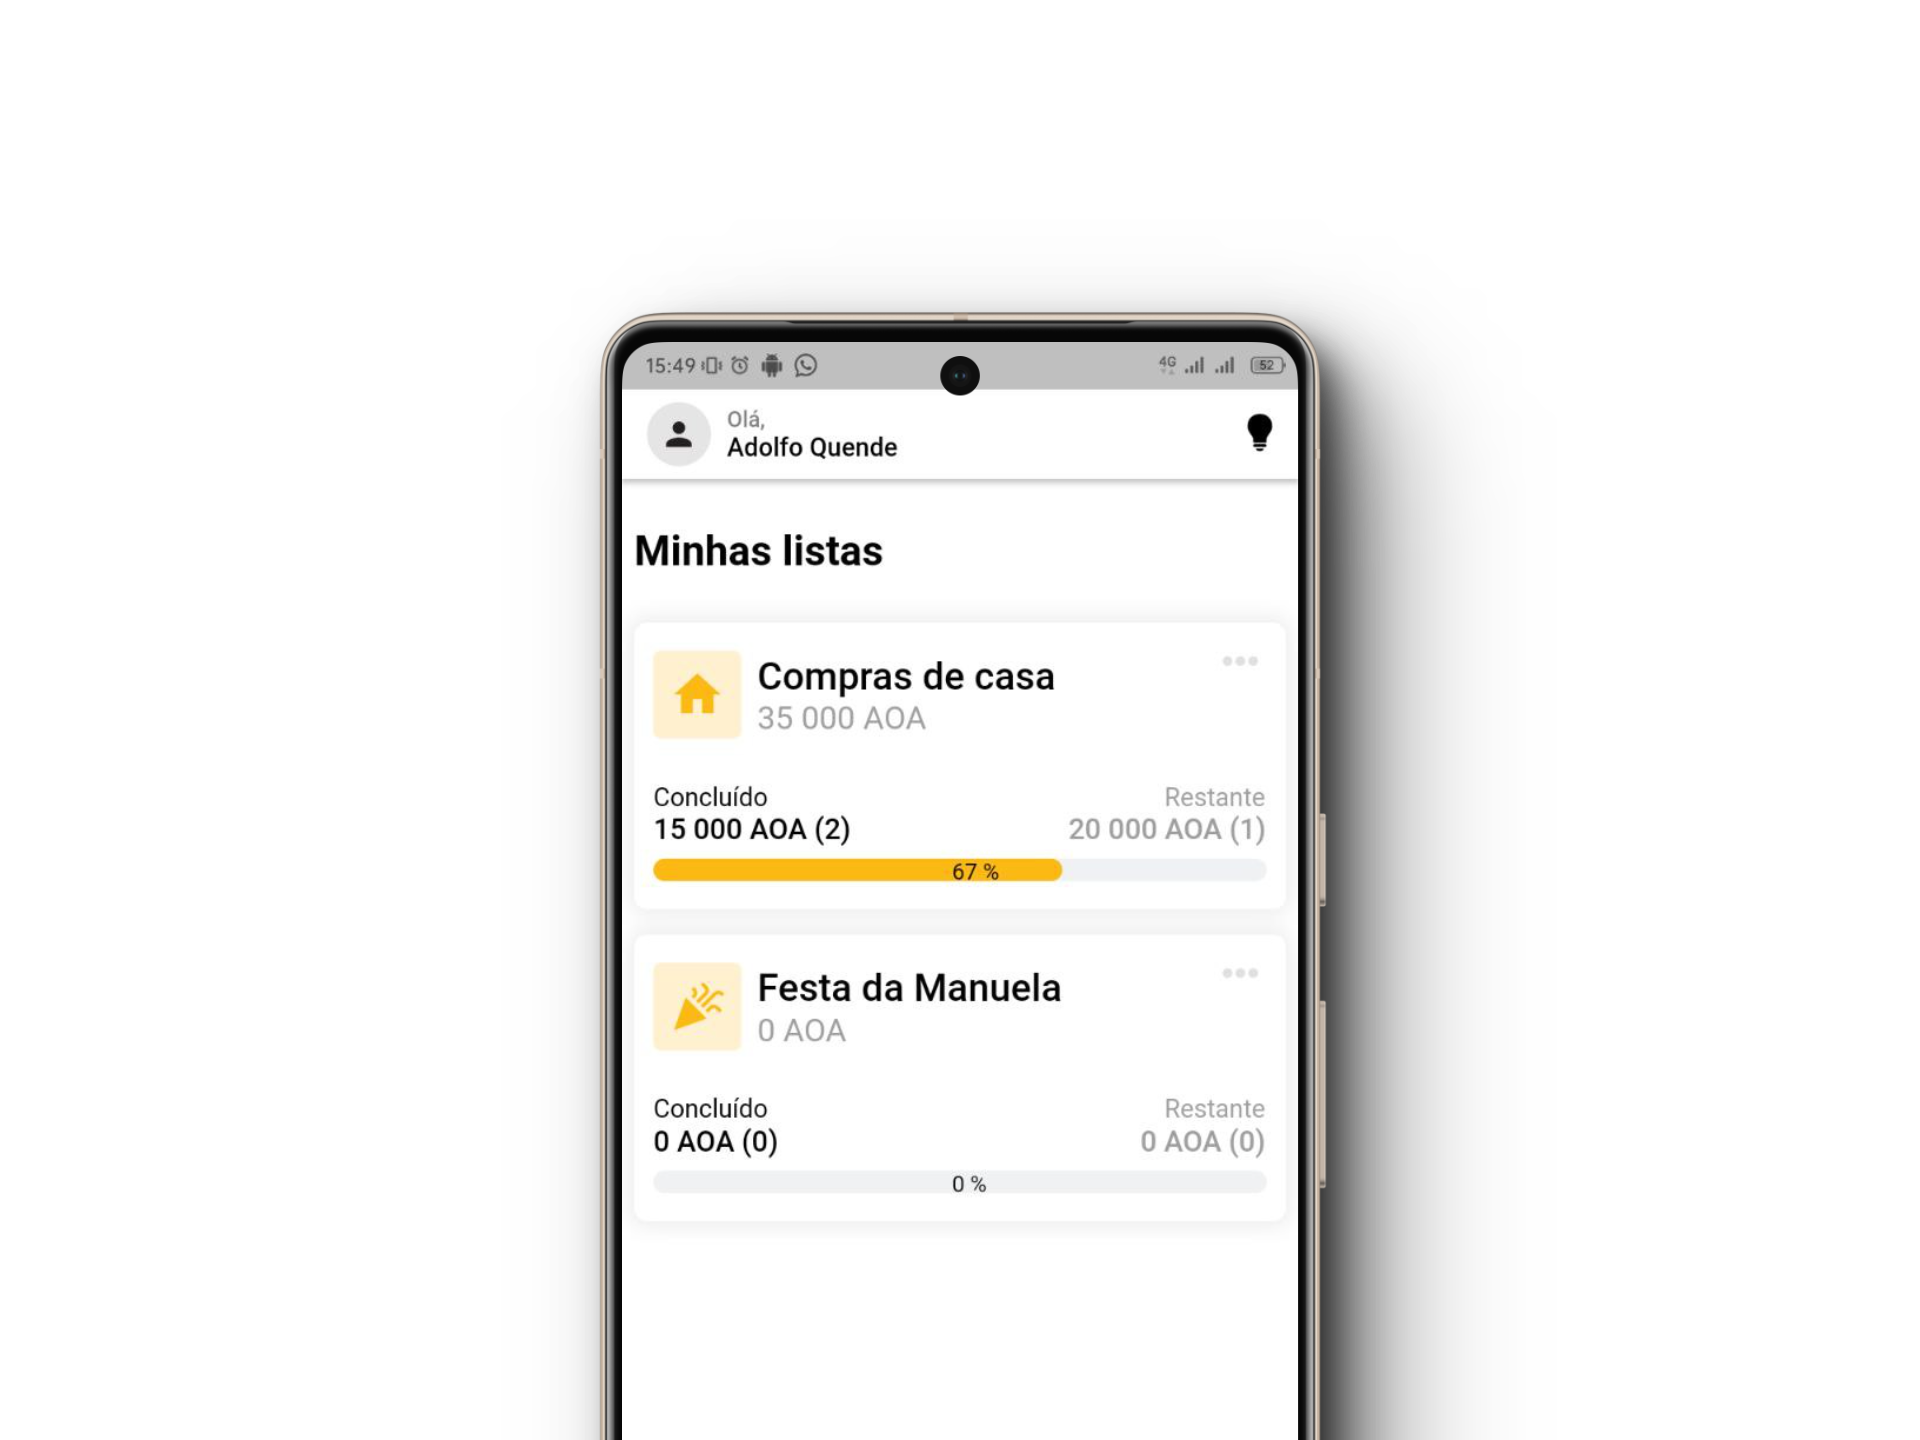 15:49 4G 52
Olá,
Adolfo Quende
Minhas listas
Compras de casa
35 000 AOA
Concluído Restante
15 000 AOA (2) 20 000 AOA (1)
67 %
Festa da Manuela
0 AOA
Concluído Restante
0 AOA (0) 0 AOA (0)
0 %